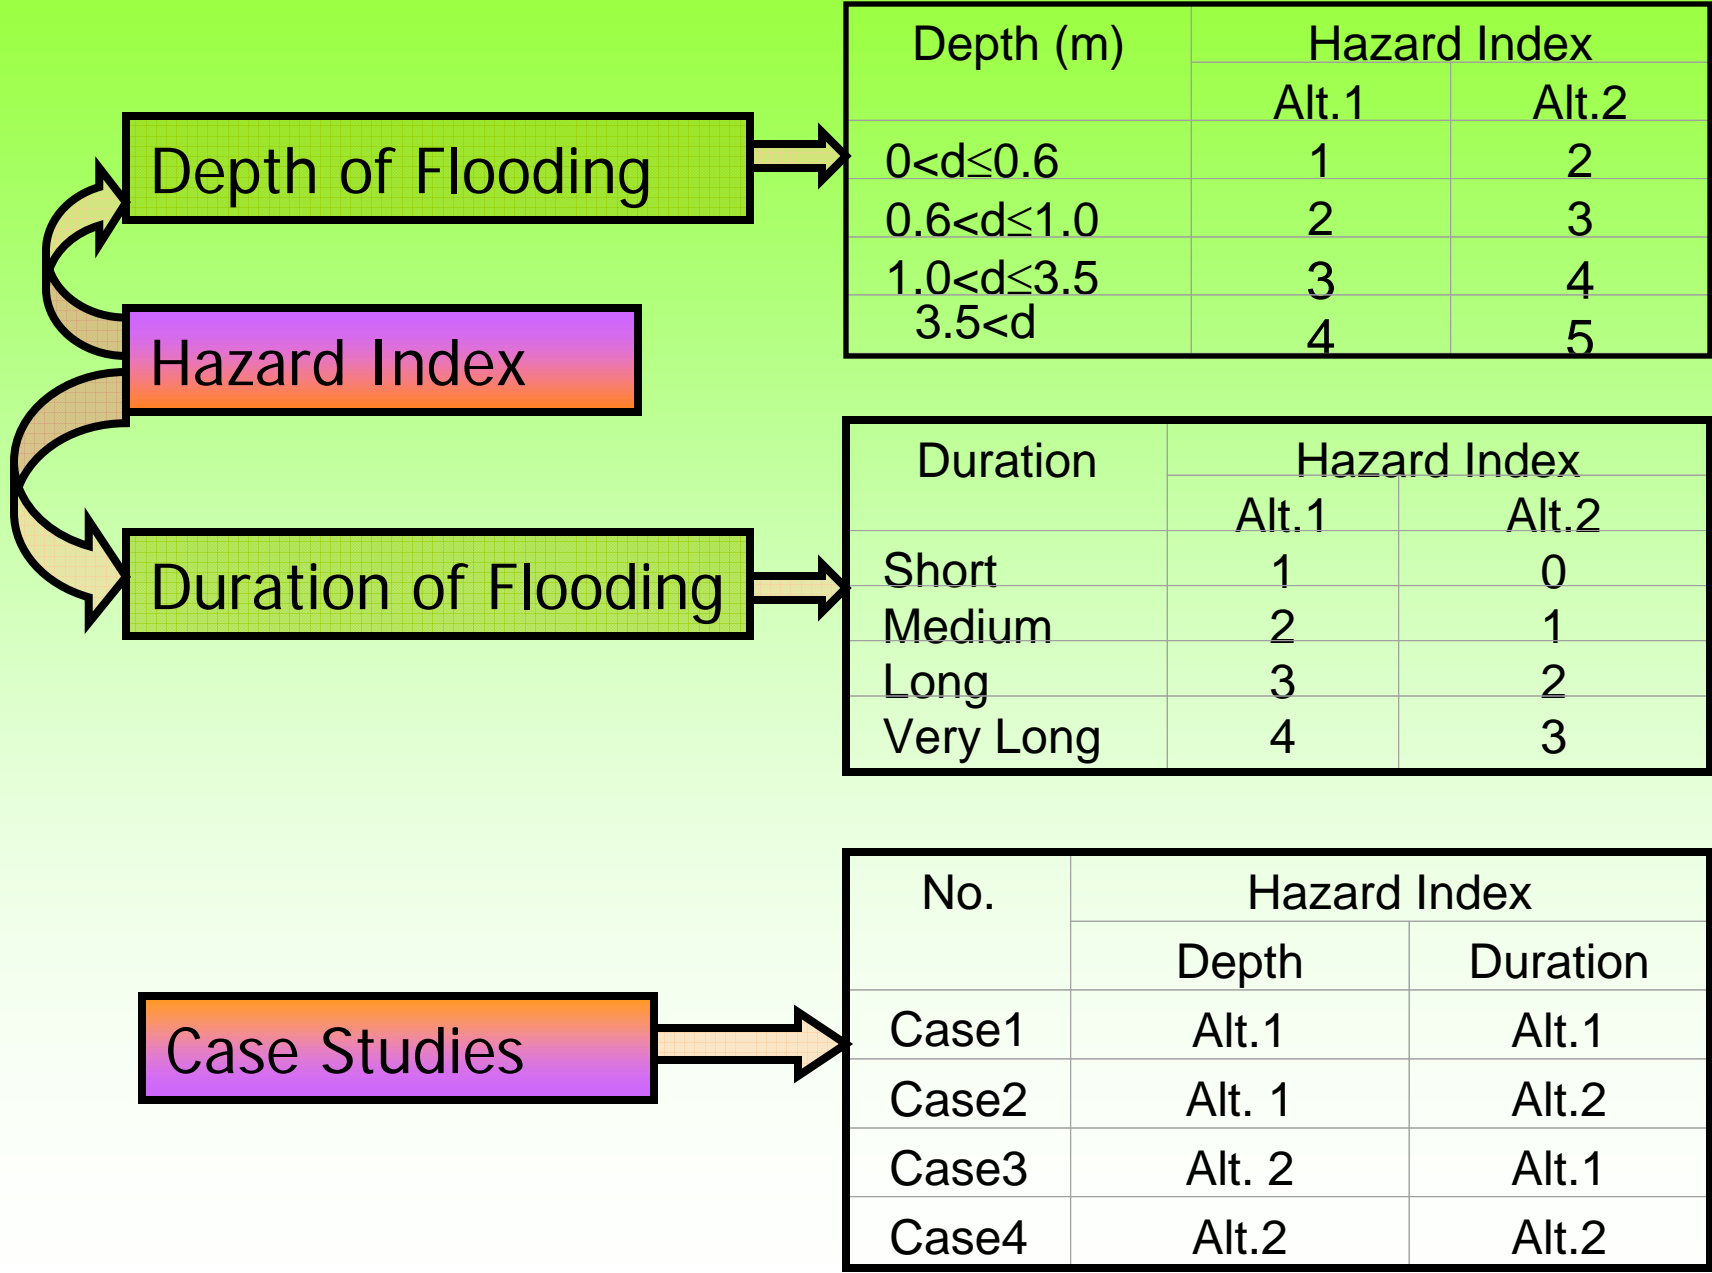 Depth of Flooding
Hazard Index
Duration of Flooding
Case Studies
Depth (m) Hazard Index
Alt.1 Alt.2
0<d≤0.6 1 2
0.6<d≤1.0 2 3
1.0<d≤3.5 3 4
3.5<d 4 5
Duration Hazard Index
Alt.1 Alt.2
Short 1 0
Medium 2 1
Long 3 2
Very Long 4 3
No. Hazard Index
Depth Duration
Case1 Alt.1 Alt.1
Case2 Alt. 1 Alt.2
Case3 Alt. 2 Alt.1
Case4 Alt.2 Alt.2